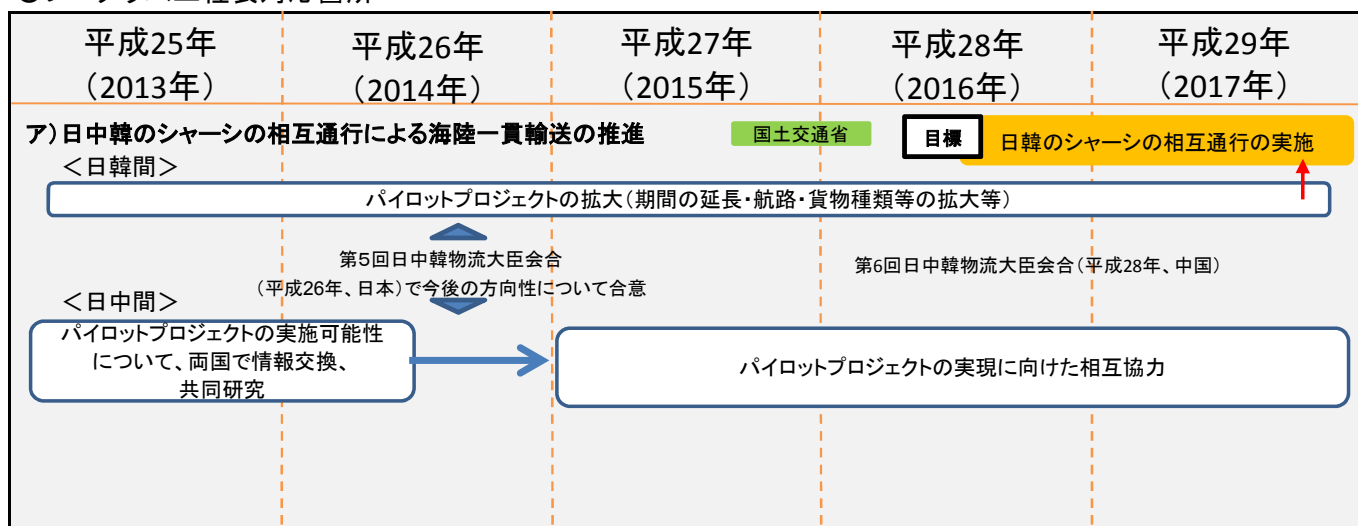 平成25年
(2013年)
平成26年
(2014年)
平成27年
(2015年)
平成28年
(2016年)
平成29年
(2017年)
ア)日中韓のシャーシの相互通行による海陸一貫輸送の推進
国土交通省
目標
日韓のシャーシの相互通行の実施
<日韓間>
パイロットプロジェクトの拡大(期間の延長・航路・貨物種類等の拡大等)
第5回日中韓物流大臣会合
(平成26年、日本)で今後の方向性について合意
第6回日中韓物流大臣会合(平成28年、中国)
<日中間>
パイロットプロジェクトの実施可能性
について、両国で情報交換、
共同研究
パイロットプロジェクトの実現に向けた相互協力